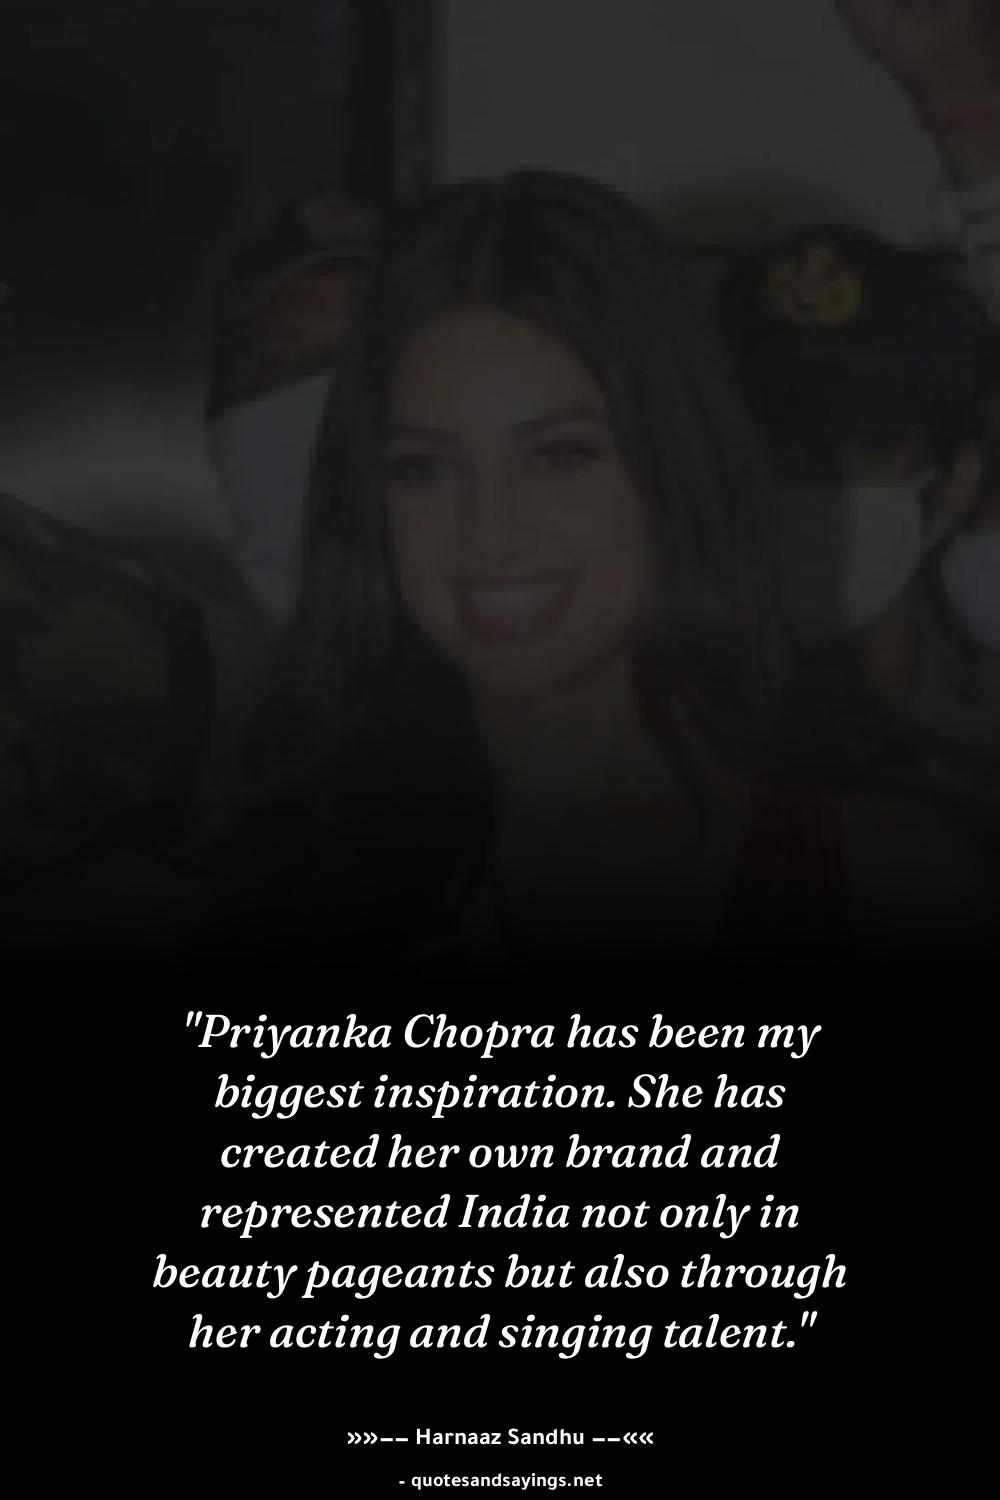 "Priyanka Chopra has been my
biggest inspiration. She has
created her own brand and
represented India not only in
beauty pageants but also through
her acting and singing talent."
»»–– Harnaaz Sandhu ––««
- quotesandsayings.net